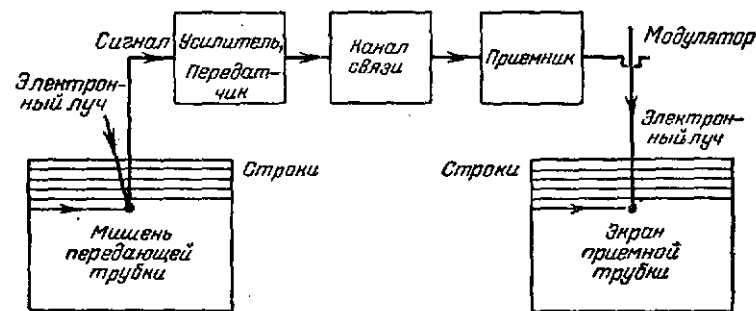 Сигнал
Усилитель,
Передат-
чик
Канал
связи
Приемник
Модулятор
Электрон-
ный луч
Электрон-
ный луч
Строки
Строки
Мишень
передающей
трубки
Экран
приемной
трубки